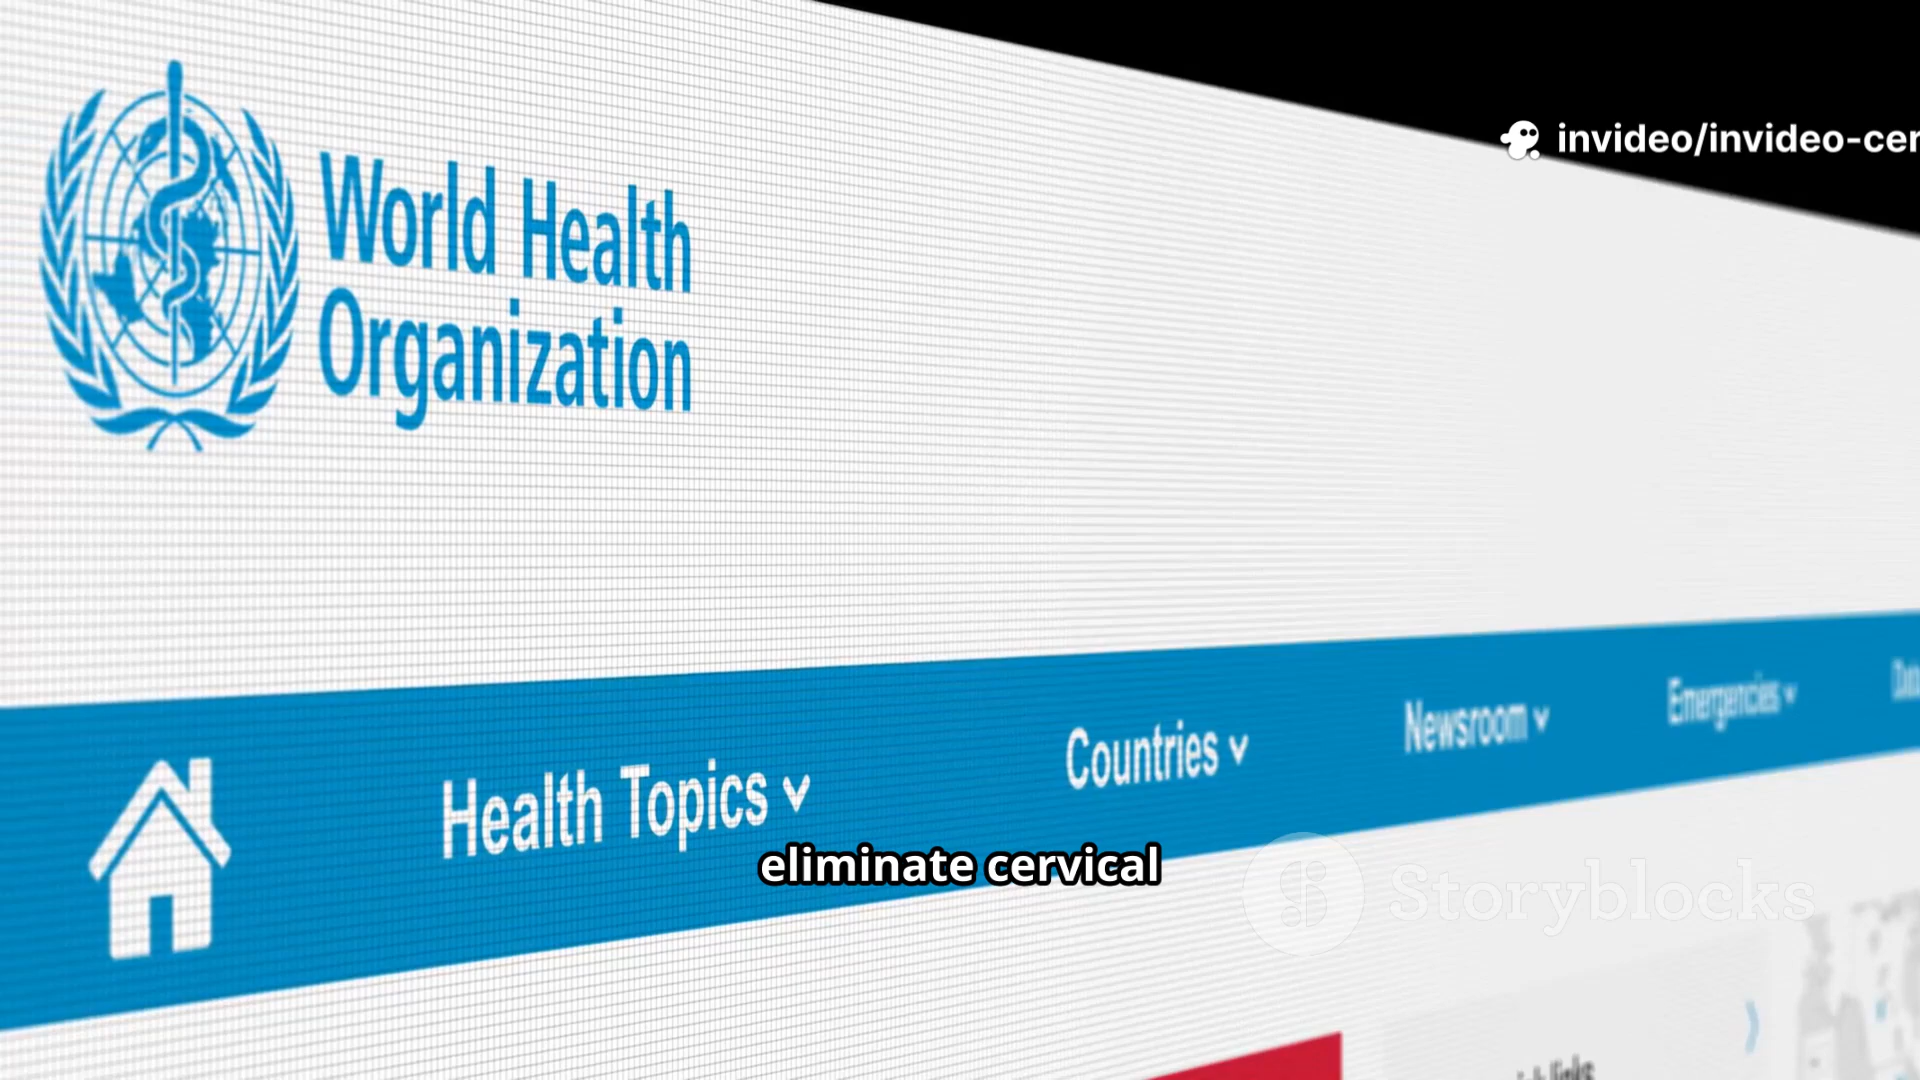 invideo/invideo-cer
World Health
Organization
Health Topics
Countries
Newsroom
Emergencies
eliminate cervical
Storyblocks